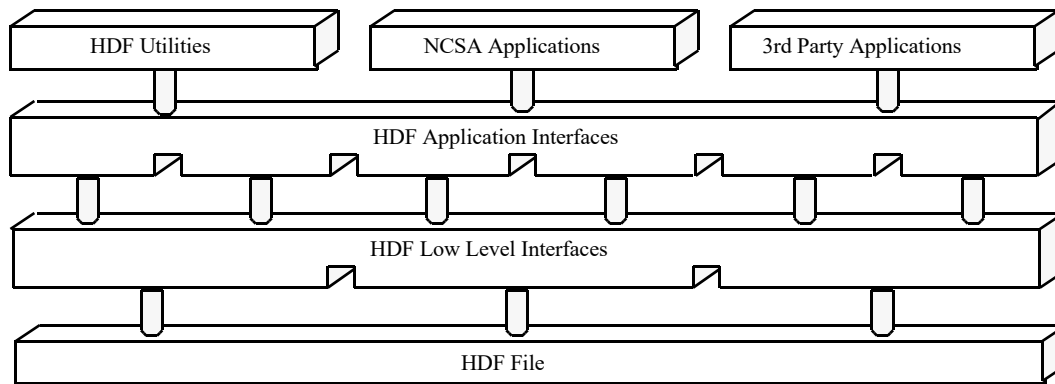 HDF Utilities
NCSA Applications
3rd Party Applications
HDF Application Interfaces
HDF Low Level Interfaces
HDF File